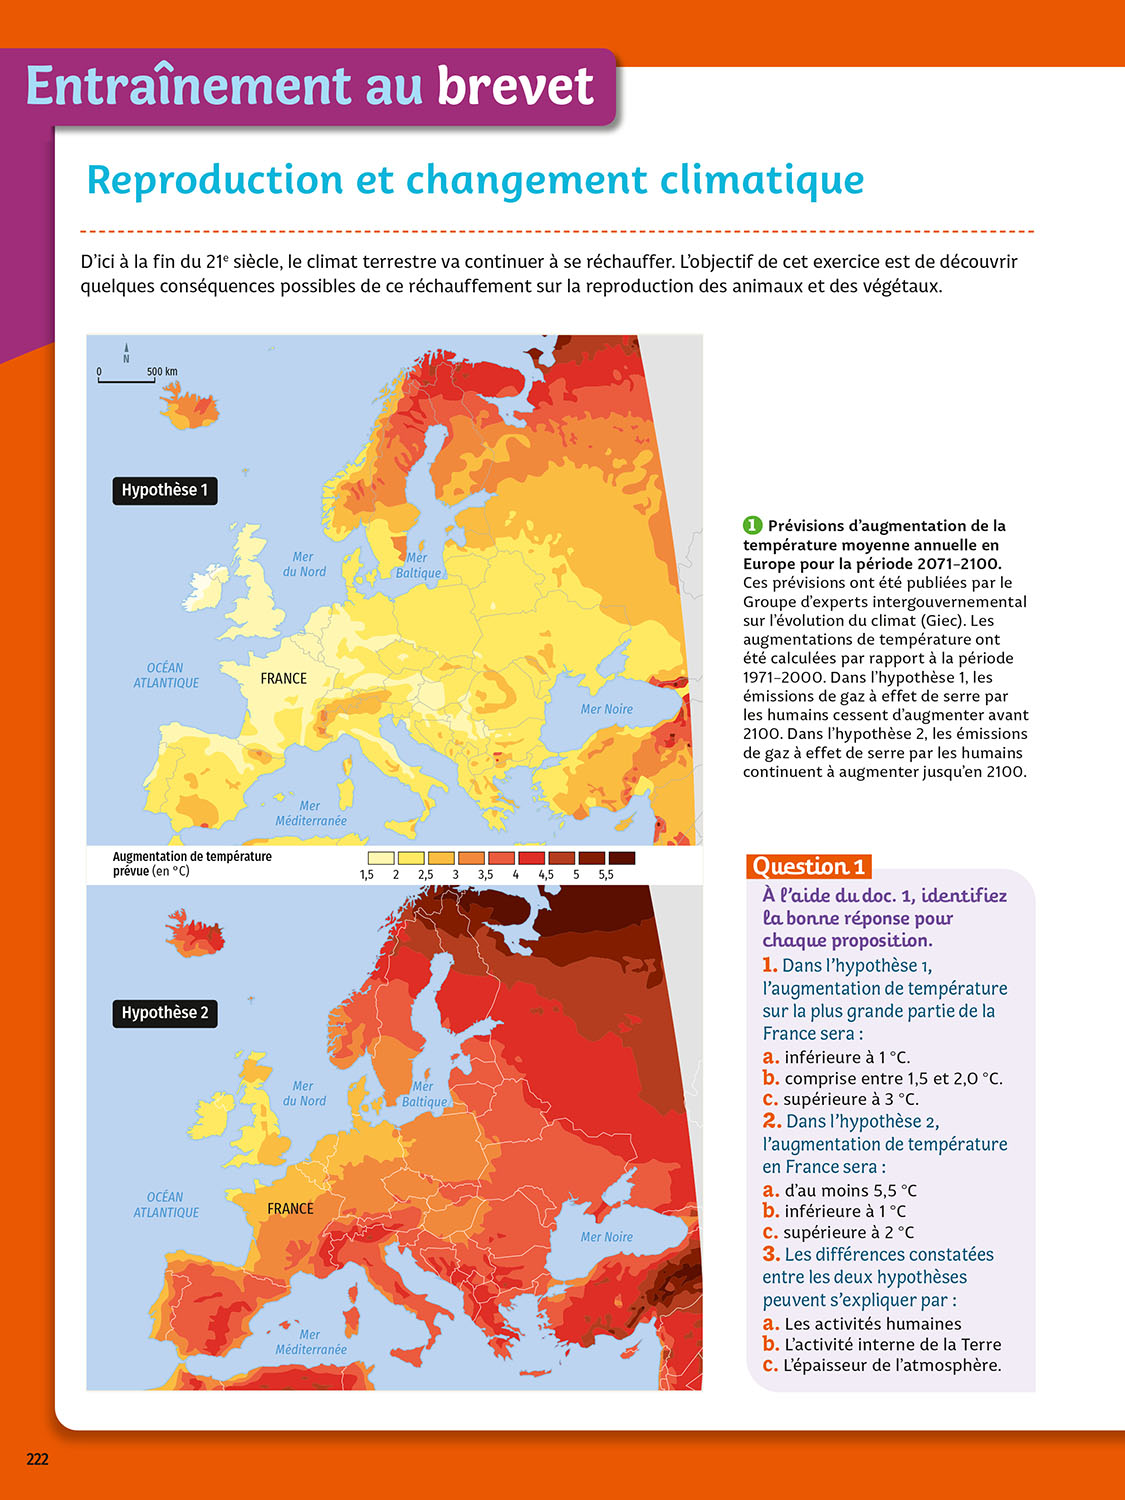 Entraînement au brevet
Reproduction et changement climatique
D'ici à la fin du 21e siècle, le climat terrestre va continuer à se réchauffer. L'objectif de cet exercice est de découvrir
quelques conséquences possibles de ce réchauffement sur la reproduction des animaux et des végétaux.
N
0 500 km
Hypothèse 1
Mer
du Nord
Mer
Baltique
OCÉAN
ATLANTIQUE
FRANCE
Mer Noire
Mer
Méditerranée
Augmentation de température
prévue (en °C)
1,5 2 2,5 3 3,5 4 4,5 5 5,5
Hypothèse 2
Mer
du Nord
Mer
Baltique
OCÉAN
ATLANTIQUE
FRANCE
Mer Noire
Mer
Méditerranée
1 Prévisions d'augmentation de la
température moyenne annuelle en
Europe pour la période 2071-2100.
Ces prévisions ont été publiées par le
Groupe d'experts intergouvernemental
sur l'évolution du climat (Giec). Les
augmentations de température ont
été calculées par rapport à la période
1971-2000. Dans l'hypothèse 1, les
émissions de gaz à effet de serre par
les humains cessent d'augmenter avant
2100. Dans l'hypothèse 2, les émissions
de gaz à effet de serre par les humains
continuent à augmenter jusqu'en 2100.
Question 1
À l'aide du doc. 1, identifiez
la bonne réponse pour
chaque proposition.
1. Dans l'hypothèse 1,
l'augmentation de température
sur la plus grande partie de la
France sera :
a. inférieure à 1 °C.
b. comprise entre 1,5 et 2,0 °C.
c. supérieure à 3 °C.
2. Dans l'hypothèse 2,
l'augmentation de température
en France sera :
a. d'au moins 5,5 °C
b. inférieure à 1 °C
c. supérieure à 2 °C
3. Les différences constatées
entre les deux hypothèses
peuvent s'expliquer par :
a. Les activités humaines
b. L'activité interne de la Terre
c. L'épaisseur de l'atmosphère.
222